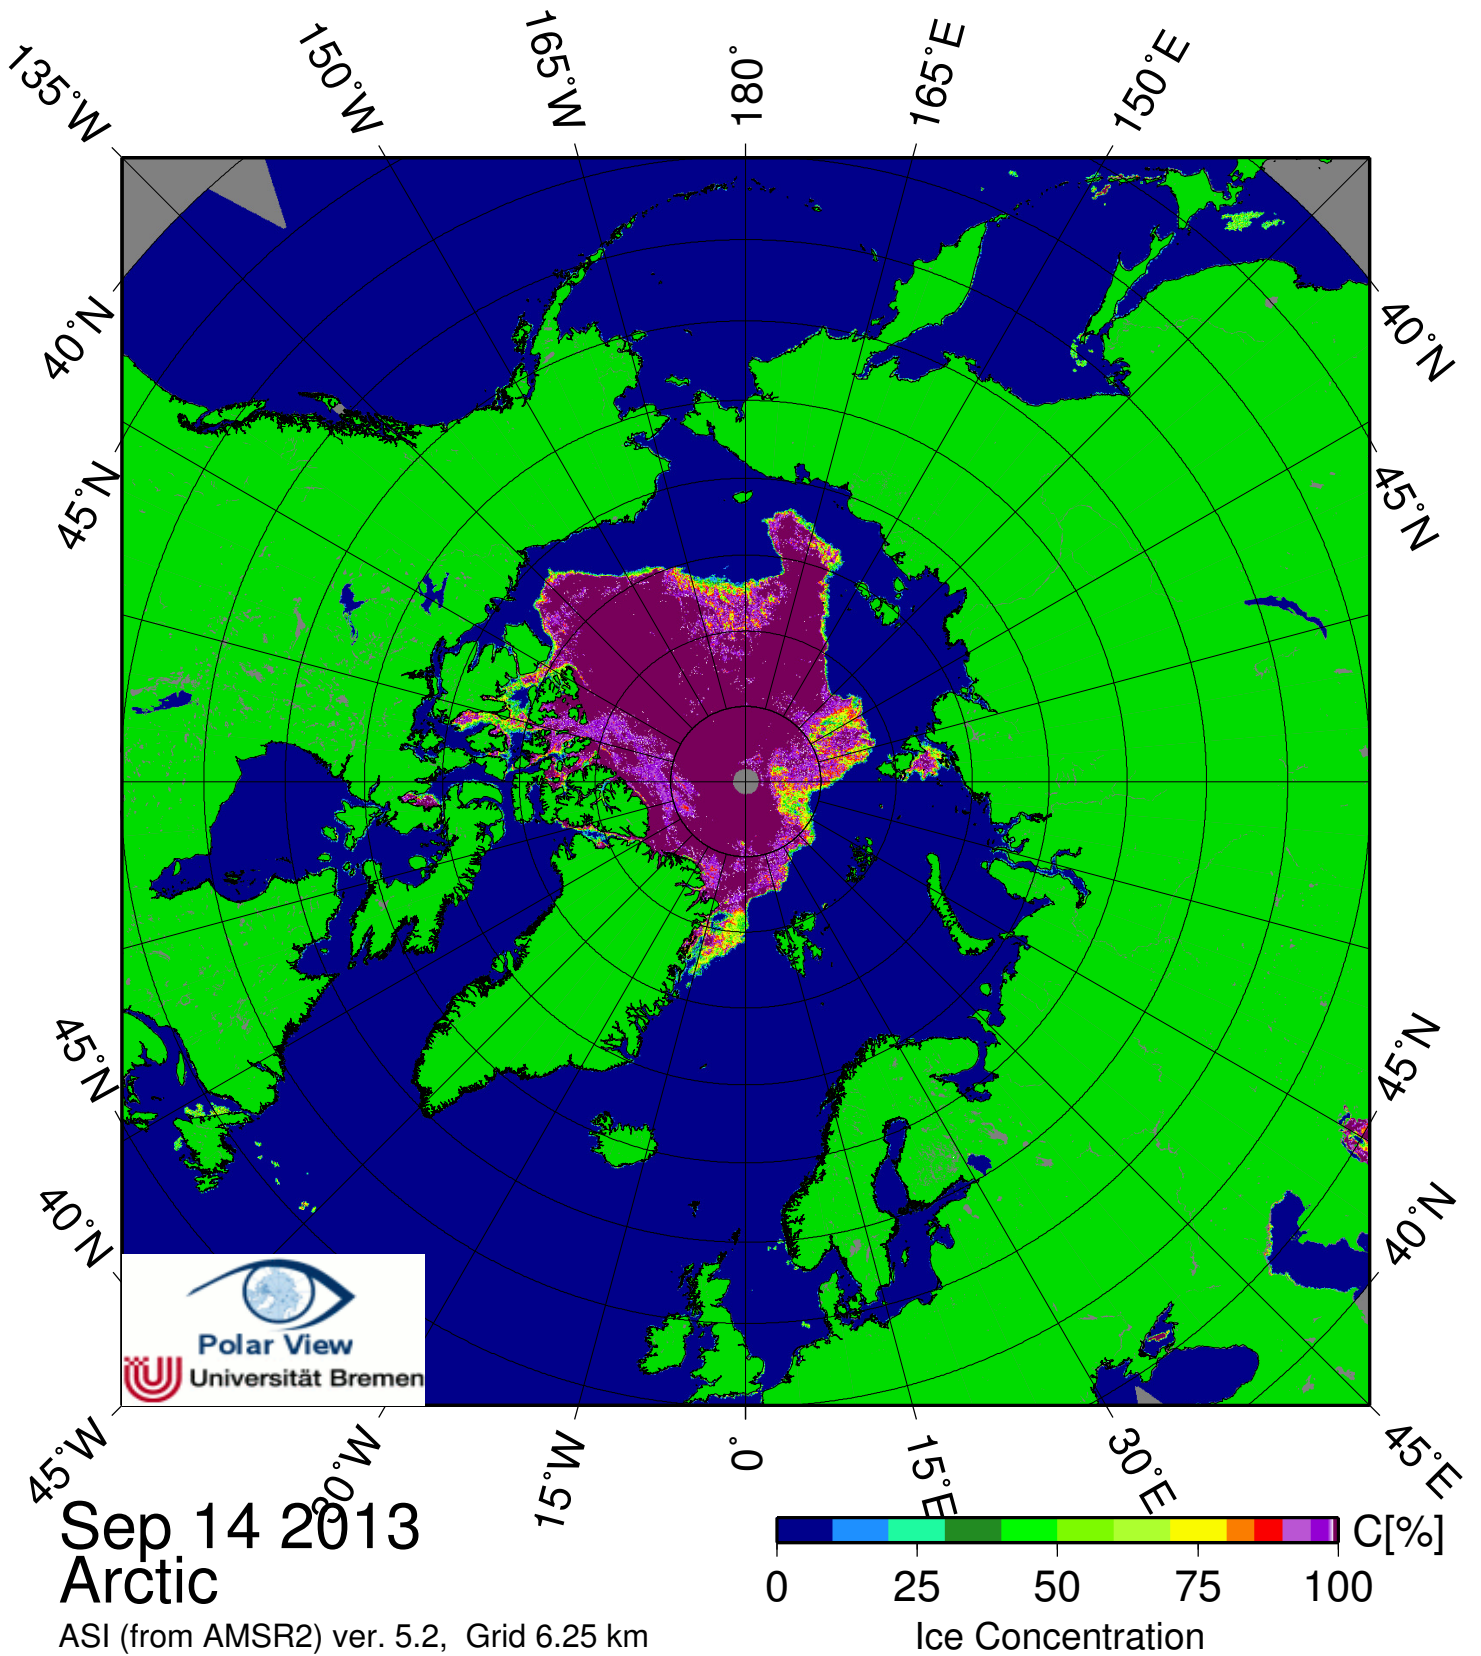 135°W
150°W
165°W
180°
165°E
150°E
40°N
40°N
45°N
45°N
45°N
45°N
40°N
40°N
Polar View
Universität Bremen
45°W
30°W
15°W
0°
15°E
30°E
45°E
Sep 14 2013
Arctic
ASI (from AMSR2) ver. 5.2, Grid 6.25 km
C[%]
0 25 50 75 100
Ice Concentration